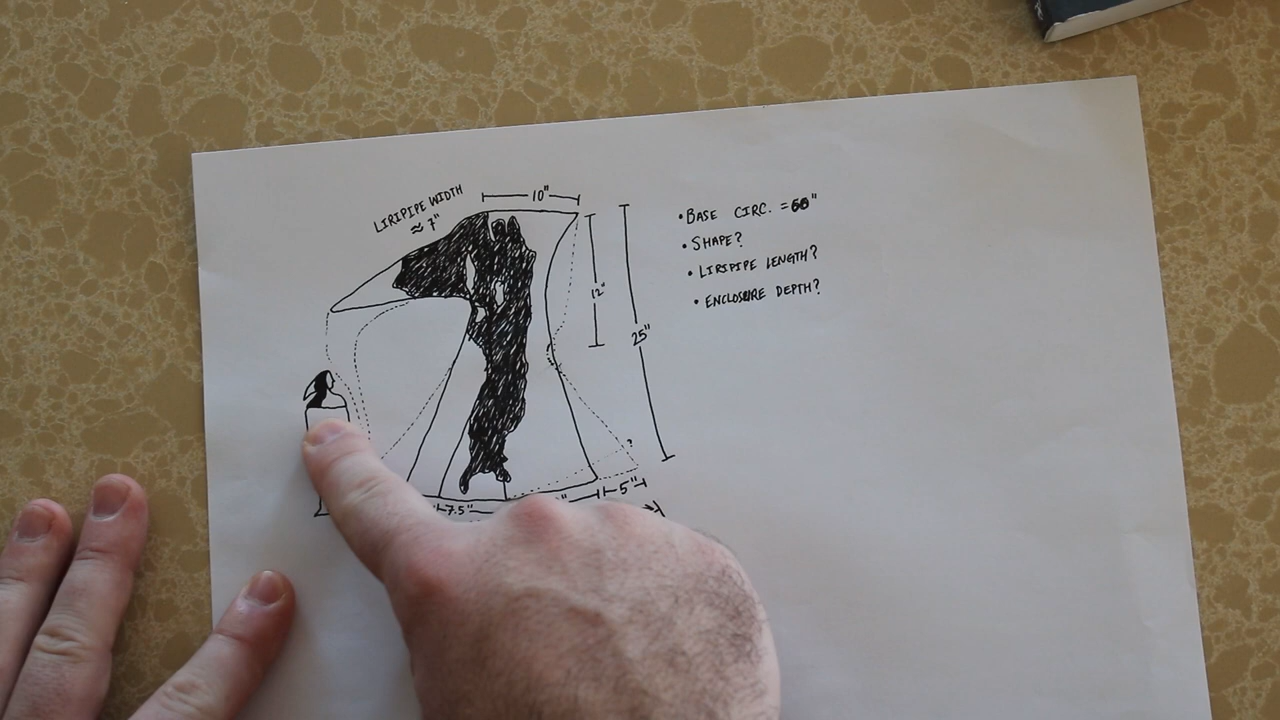 LIRIPIPE WIDTH
≈ 7"
10"
12"
25"
• BASE CIRC. = 60"
• SHAPE?
• LIRIPIPE LENGTH?
• ENCLOSURE DEPTH?
?
7.5"
5"